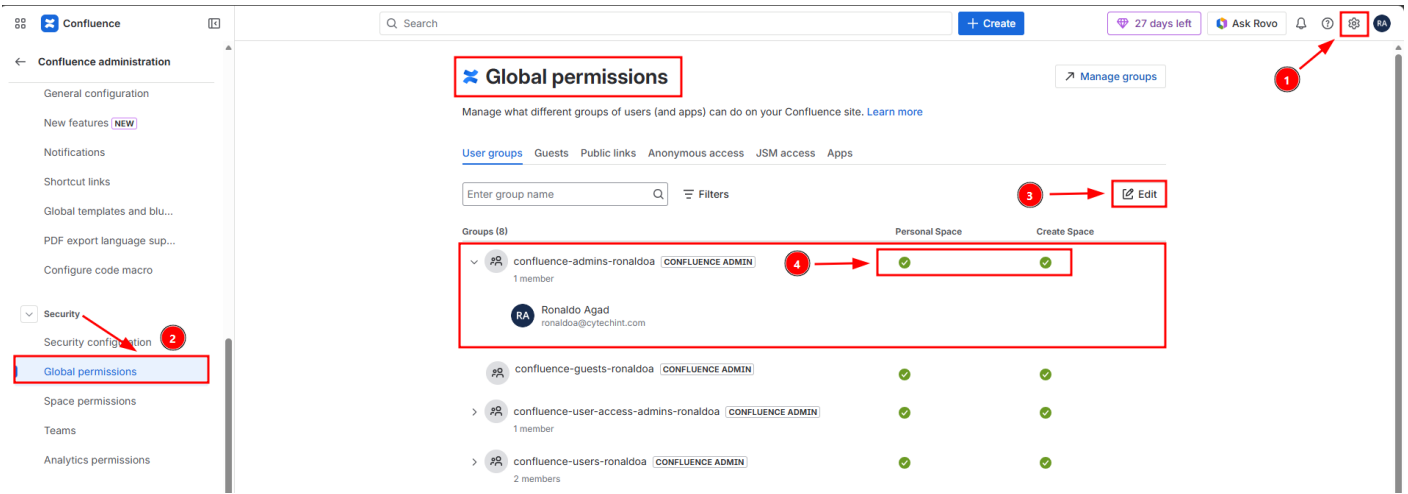 Confluence
Search
+ Create
27 days left
Ask Rovo
RA
1
Confluence administration
General configuration
New features NEW
Notifications
Shortcut links
Global templates and blu...
PDF export language sup...
Configure code macro
Security
2
Security configuration
Global permissions
Space permissions
Teams
Analytics permissions
Global permissions
Manage groups
Manage what different groups of users (and apps) can do on your Confluence site. Learn more
User groups Guests Public links Anonymous access JSM access Apps
Enter group name
Filters
3
Edit
Groups (8) Personal Space Create Space
confluence-admins-ronaldoa CONFLUENCE ADMIN
4
1 member
RA
Ronaldo Agad
ronaldoa@cytechint.com
confluence-guests-ronaldoa CONFLUENCE ADMIN
confluence-user-access-admins-ronaldoa CONFLUENCE ADMIN
1 member
confluence-users-ronaldoa CONFLUENCE ADMIN
2 members